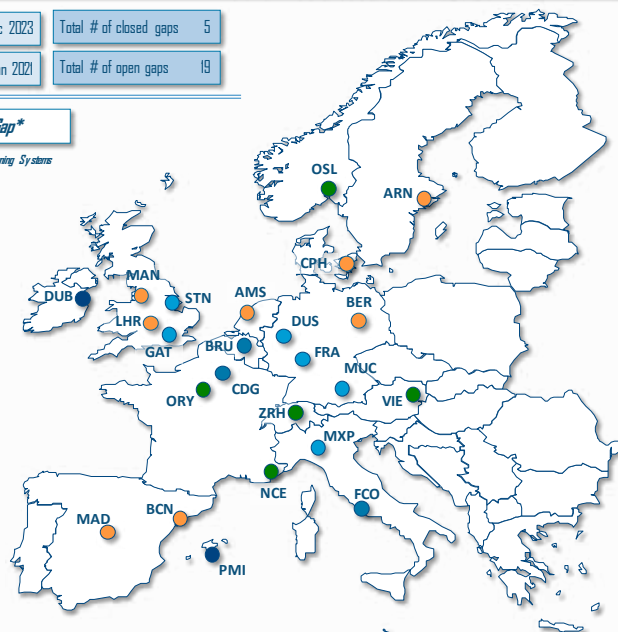 2023
Total # of closed gaps 5
2021
Total # of open gaps 19
Gap*
ning Systems
OSL
ARN
CPH
MAN
DUB
STN
AMS
BER
LHR
DUS
GAT
BRU
FRA
MUC
CDG
ORY
VIE
ZRH
MXP
NCE
FCO
BCN
MAD
PMI